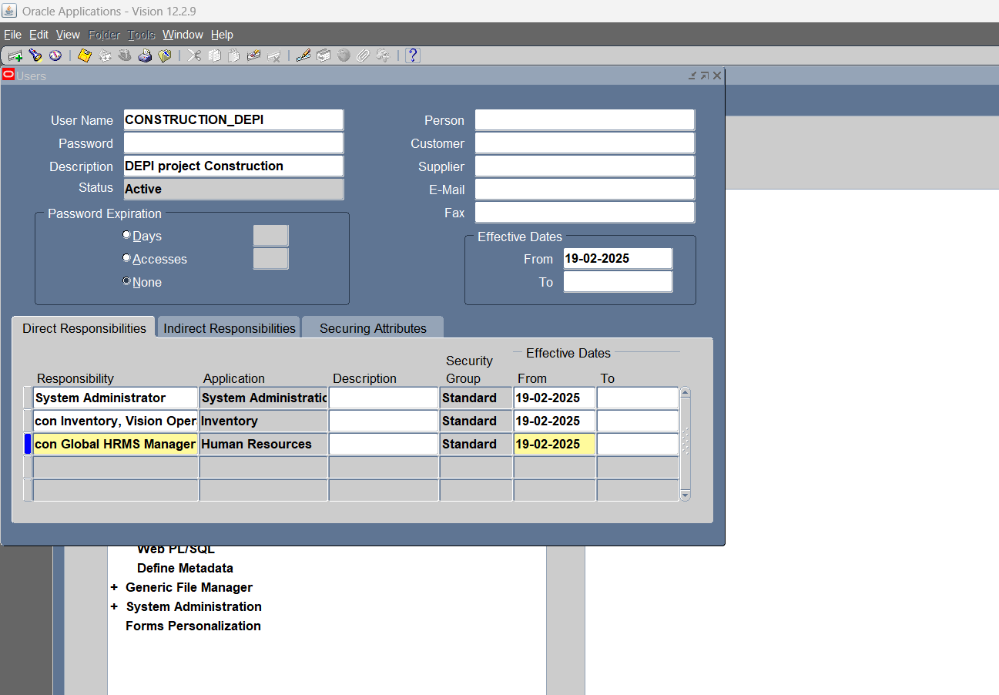 Oracle Applications - Vision 12.2.9
File Edit View Folder Tools Window Help
Users
User Name CONSTRUCTION_DEPI
Password
Description DEPI project Construction
Status Active
Person
Customer
Supplier
E-Mail
Fax
Password Expiration
Days
Accesses
None
Effective Dates
From 19-02-2025
To
Direct Responsibilities Indirect Responsibilities Securing Attributes
Effective Dates
Responsibility Application Description Security Group From To
System Administrator System Administratic Standard 19-02-2025
con Inventory, Vision Oper Inventory Standard 19-02-2025
con Global HRMS Manager Human Resources Standard 19-02-2025
Web PL/SQL
Define Metadata
+ Generic File Manager
+ System Administration
Forms Personalization